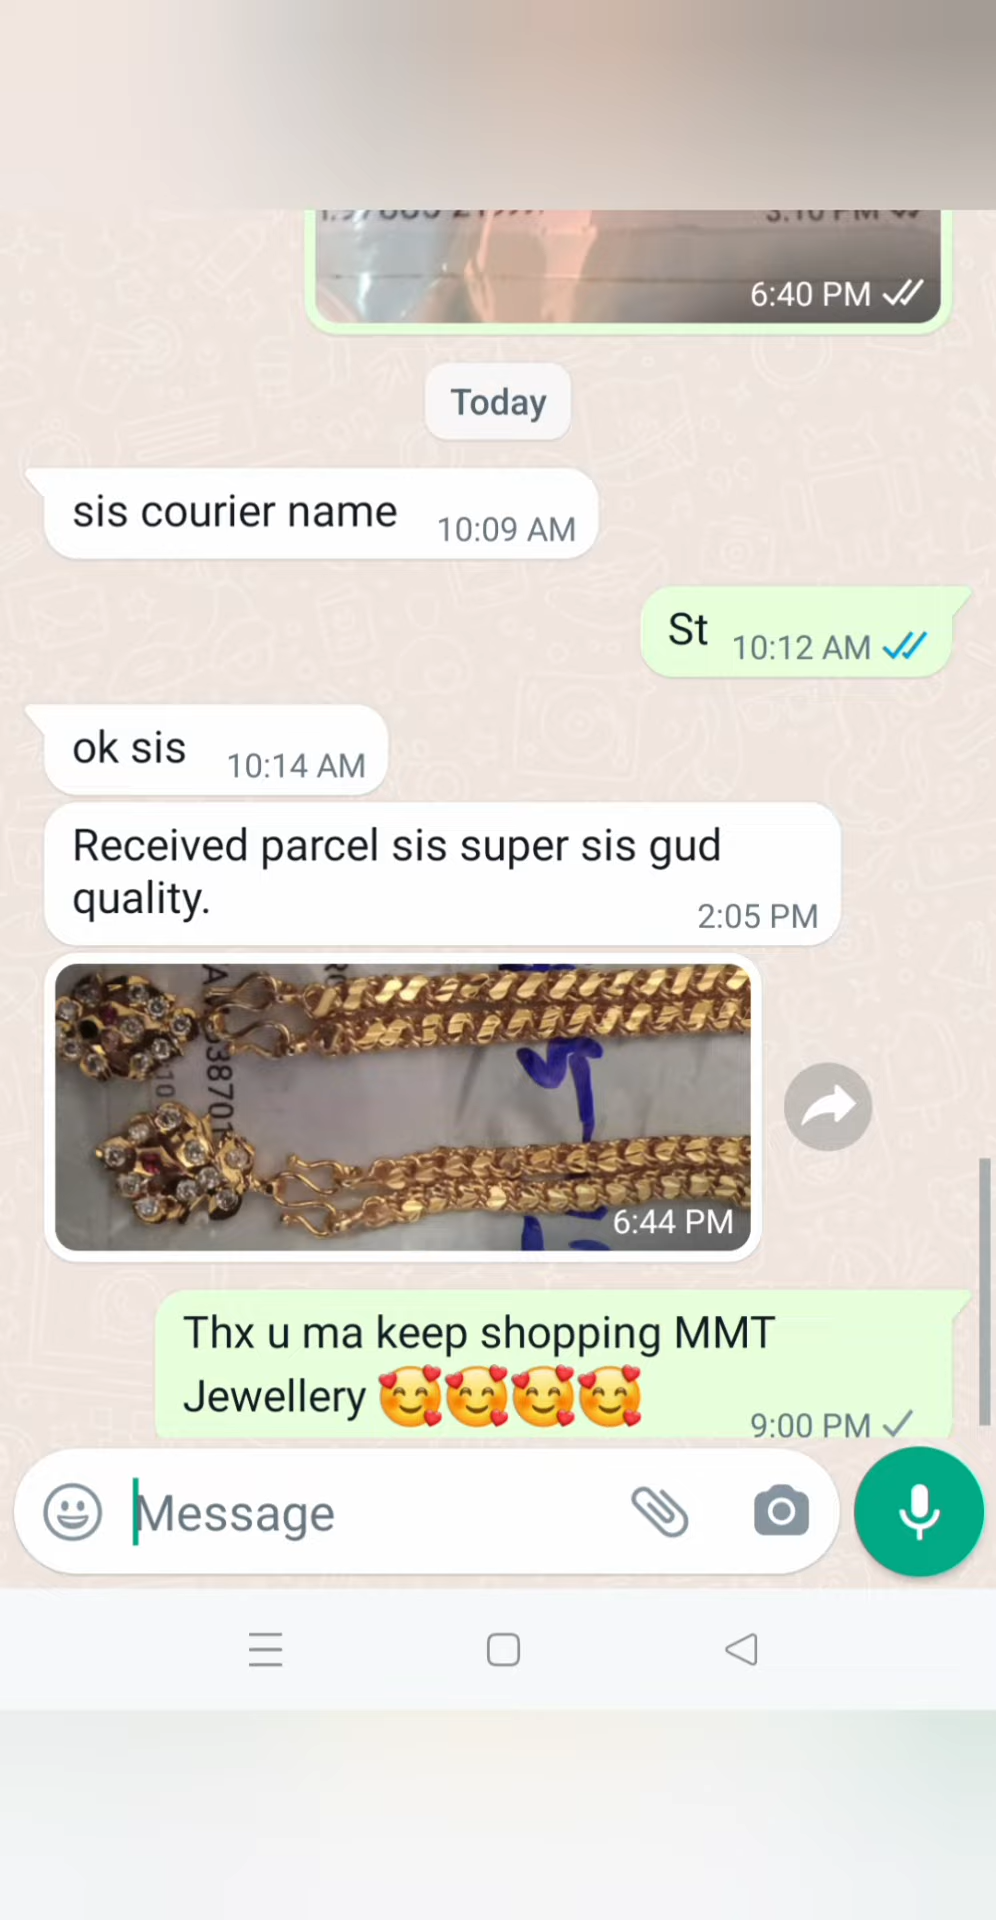 6:40 PM
Today
sis courier name 10:09 AM
St 10:12 AM
ok sis 10:14 AM
Received parcel sis super sis gud
quality.
2:05 PM
6:44 PM
Thx u ma keep shopping MMT
Jewellery 🥰🥰🥰🥰
9:00 PM
Message